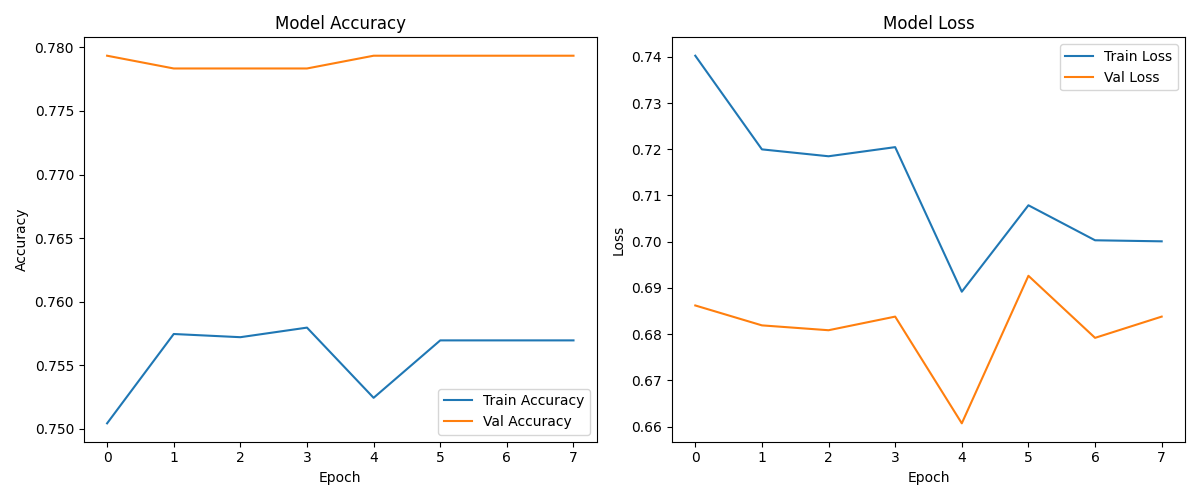 Model Accuracy
0.780
0.775
0.770
0.765
0.760
0.755
0.750
Accuracy
0 1 2 3 4 5 6 7
Epoch
Train Accuracy
Val Accuracy
Model Loss
0.74
0.73
0.72
0.71
0.70
0.69
0.68
0.67
0.66
Loss
0 1 2 3 4 5 6 7
Epoch
Train Loss
Val Loss